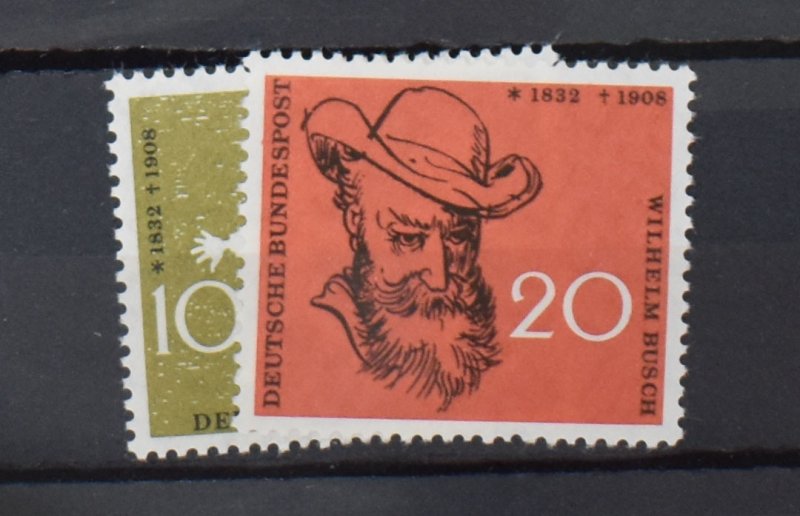 * 1832 † 1908
10
DE
* 1832 † 1908
DEUTSCHE BUNDESPOST
20
WILHELM BUSCH